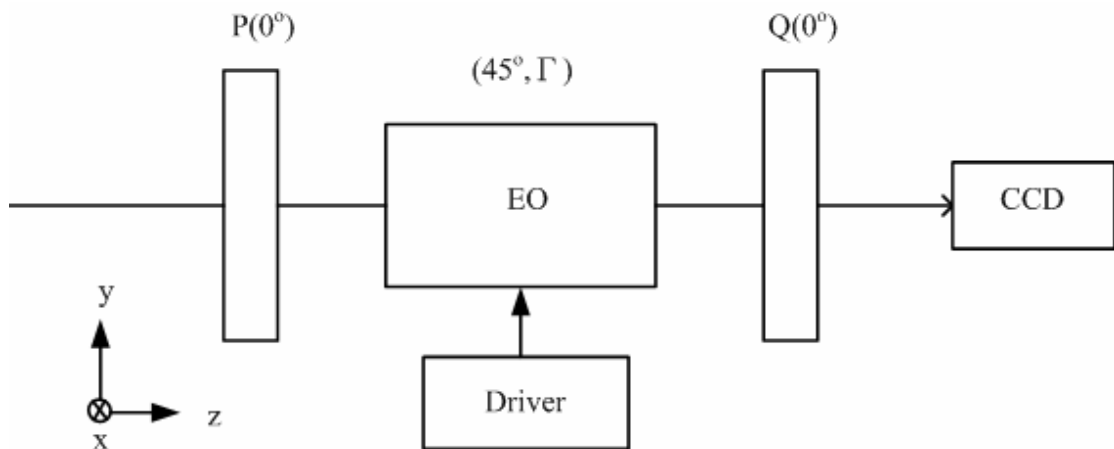 P(0°)
Q(0°)
(45°, Γ )
EO
CCD
Driver
y
z
x